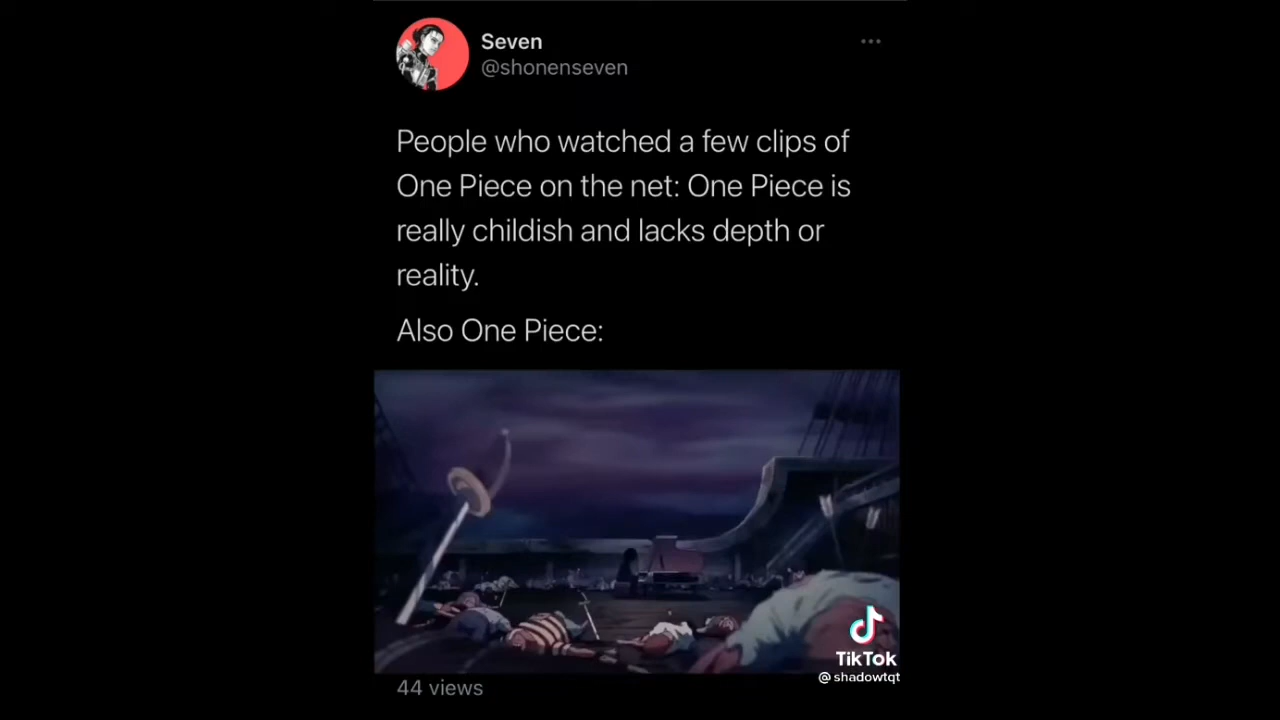 Seven
@shonenseven
People who watched a few clips of
One Piece on the net: One Piece is
really childish and lacks depth or
reality.
Also One Piece:
TikTok
@shadowtqt
44 views